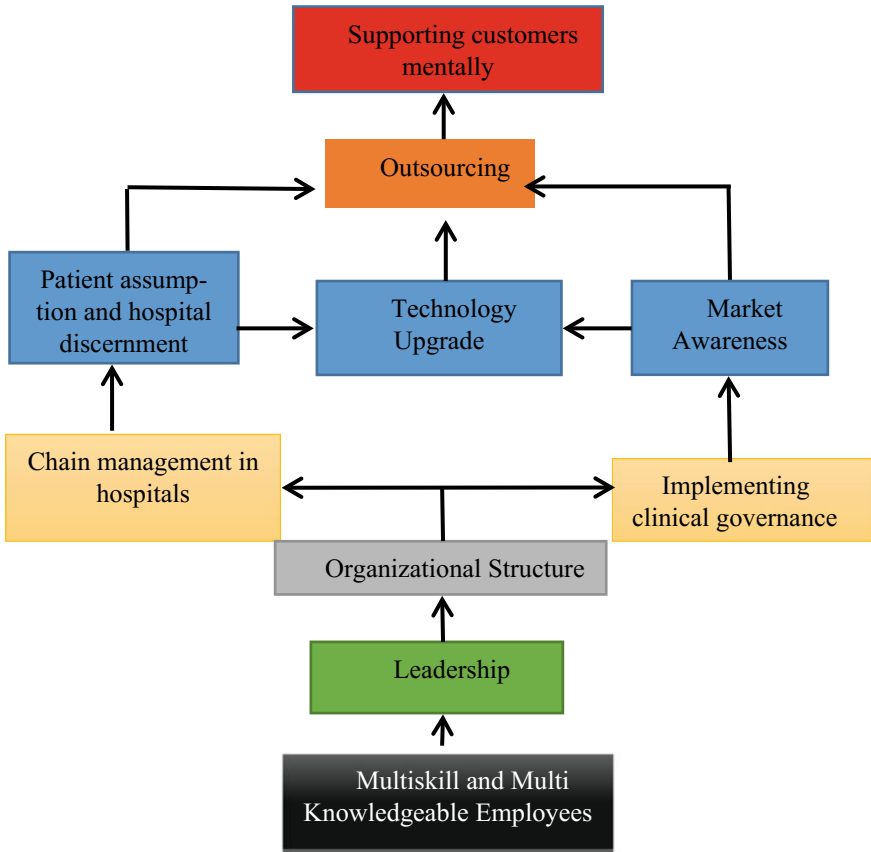 Supporting customers
mentally
Outsourcing
Patient assump-
tion and hospital
discernment
Technology
Upgrade
Market
Awareness
Chain management in
hospitals
Implementing
clinical governance
Organizational Structure
Leadership
Multiskill and Multi
Knowledgeable Employees